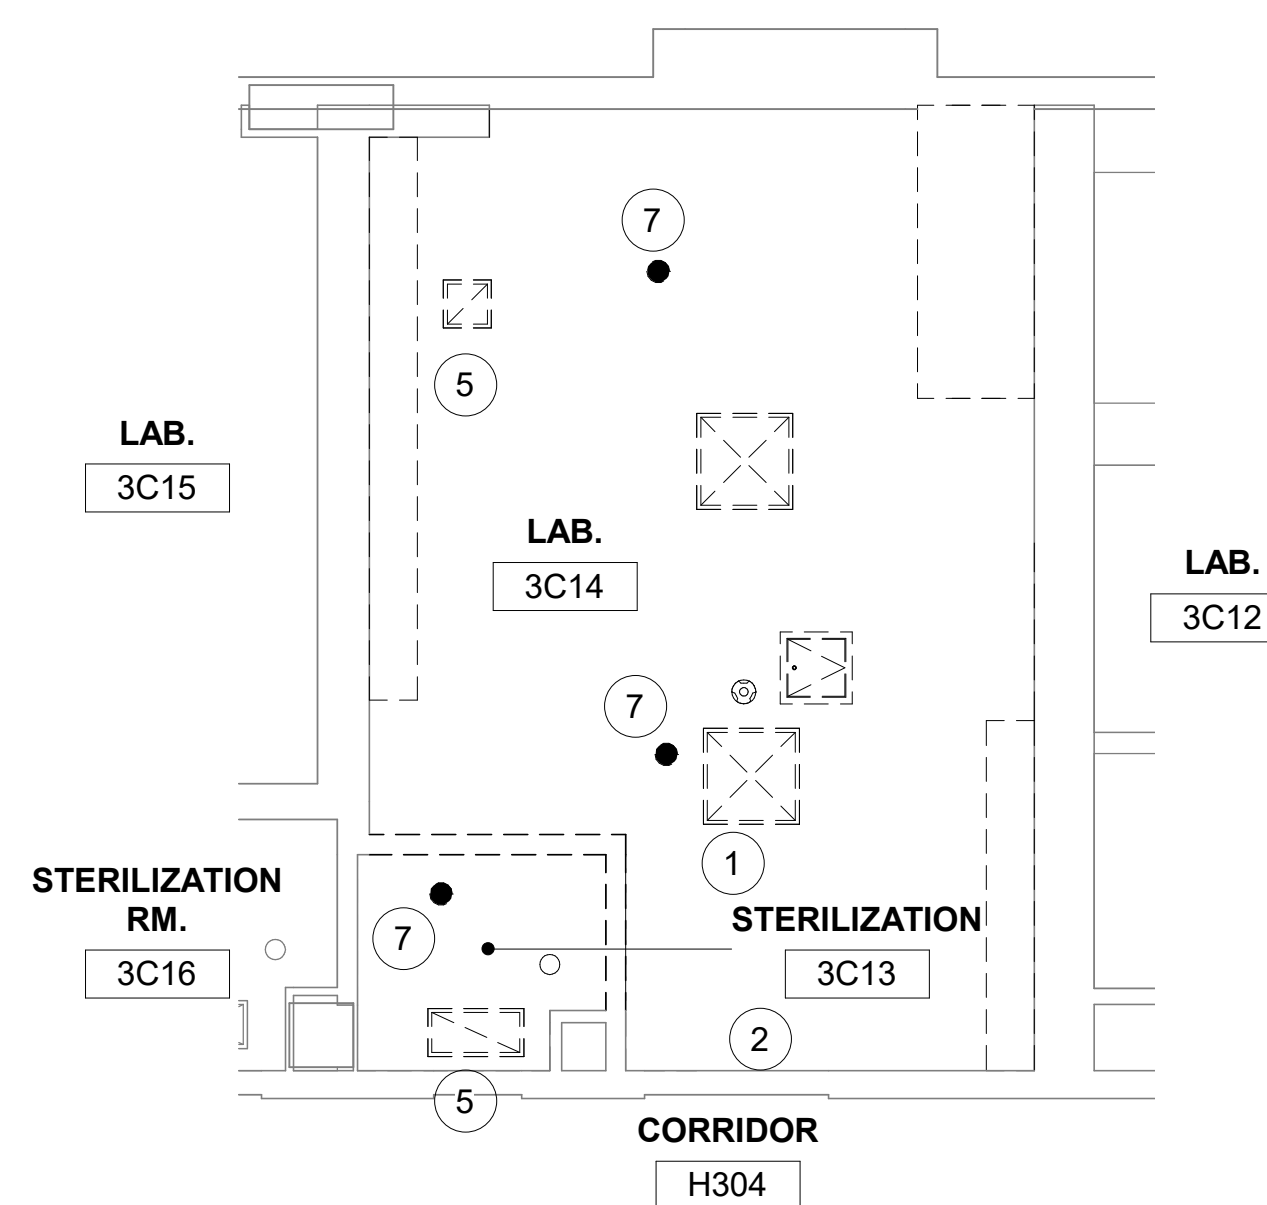 7
5
LAB.
3C15
LAB.
3C14
LAB.
3C12
7
1
STERILIZATION
RM.
3C16
7
STERILIZATION
3C13
2
5
CORRIDOR
H304